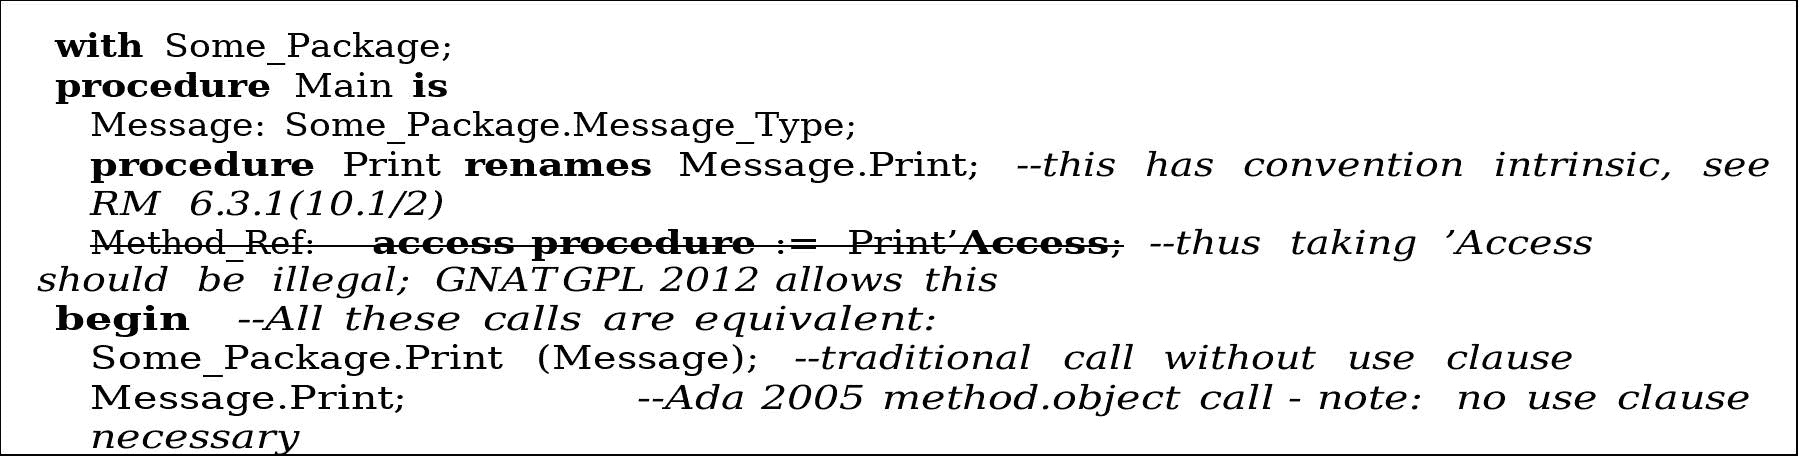 with Some_Package;
procedure Main is
Message: Some_Package.Message_Type;
procedure Print renames Message.Print; --this has convention intrinsic, see
RM 6.3.1(10.1/2)
Method_Ref: access procedure := Print’Access; --thus taking ’Access
should be illegal; GNAT GPL 2012 allows this
begin --All these calls are equivalent:
Some_Package.Print (Message); --traditional call without use clause
Message.Print; --Ada 2005 method.object call - note: no use clause
necessary